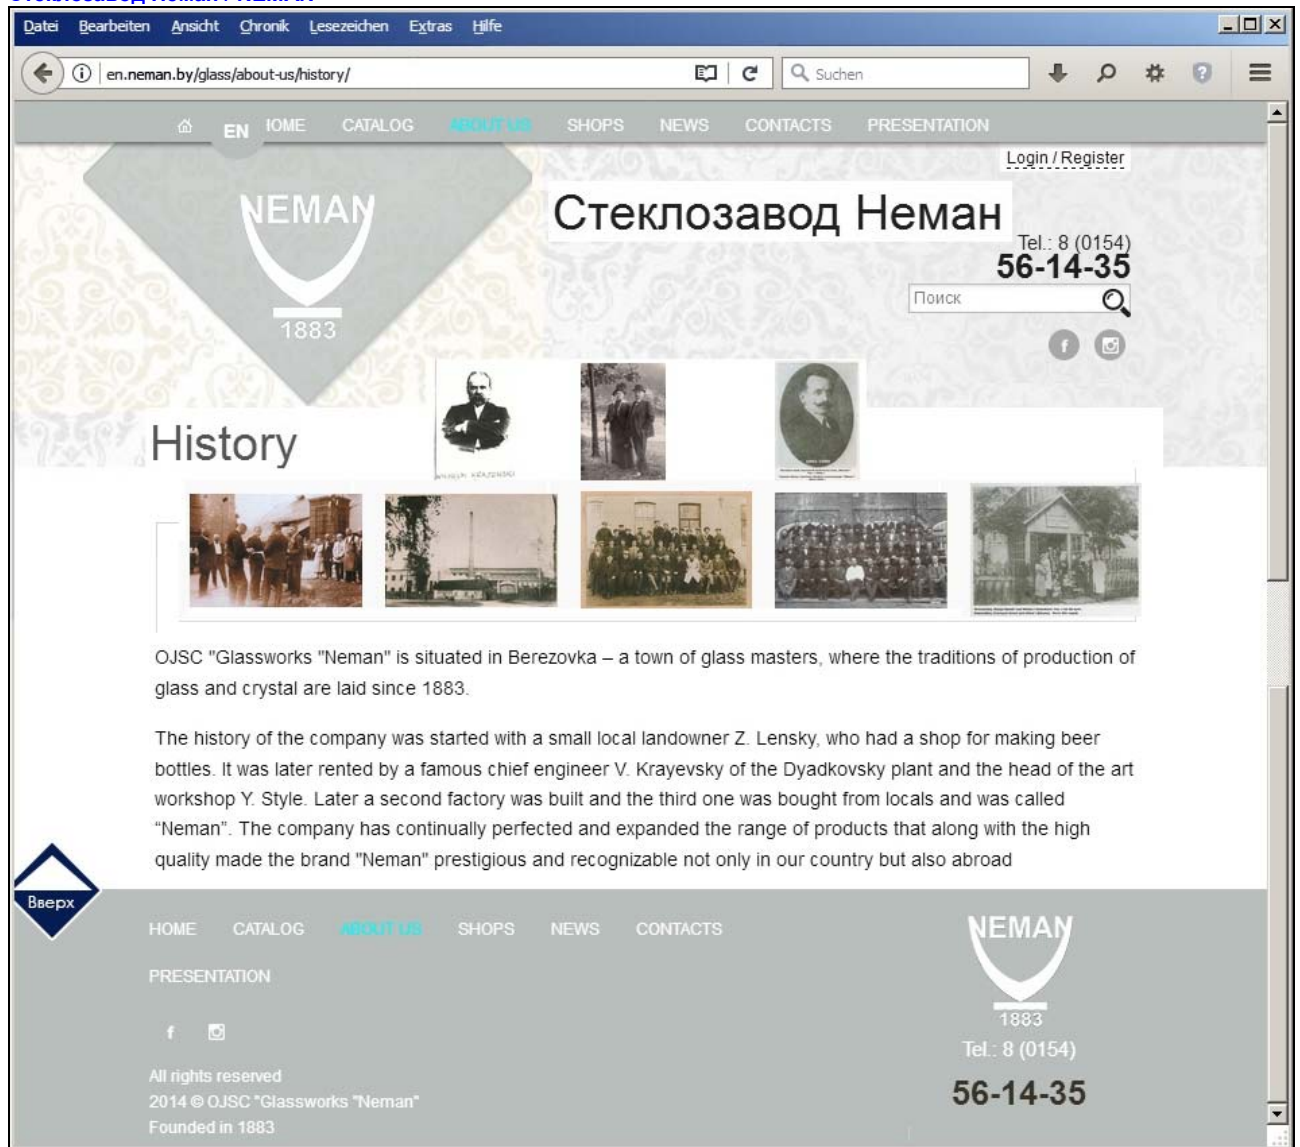 Стеклозавод Неман / NEMAN
Datei Bearbeiten Ansicht Chronik Lesezeichen Extras Hilfe
en.neman.by/glass/about-us/history/
Suchen
EN
HOME CATALOG ABOUT US SHOPS NEWS CONTACTS PRESENTATION
Login / Register
NEMAN
1883
Стеклозавод Неман
Tel.: 8 (0154)
56-14-35
Поиск
History
OJSC "Glassworks "Neman" is situated in Berezovka – a town of glass masters, where the traditions of production of
glass and crystal are laid since 1883.
The history of the company was started with a small local landowner Z. Lensky, who had a shop for making beer
bottles. It was later rented by a famous chief engineer V. Krayevsky of the Dyadkovsky plant and the head of the art
workshop Y. Style. Later a second factory was built and the third one was bought from locals and was called
“Neman”. The company has continually perfected and expanded the range of products that along with the high
quality made the brand "Neman" prestigious and recognizable not only in our country but also abroad
Вверх
HOME CATALOG ABOUT US SHOPS NEWS CONTACTS
PRESENTATION
NEMAN
1883
Tel.: 8 (0154)
56-14-35
All rights reserved
2014 © OJSC "Glassworks "Neman"
Founded in 1883